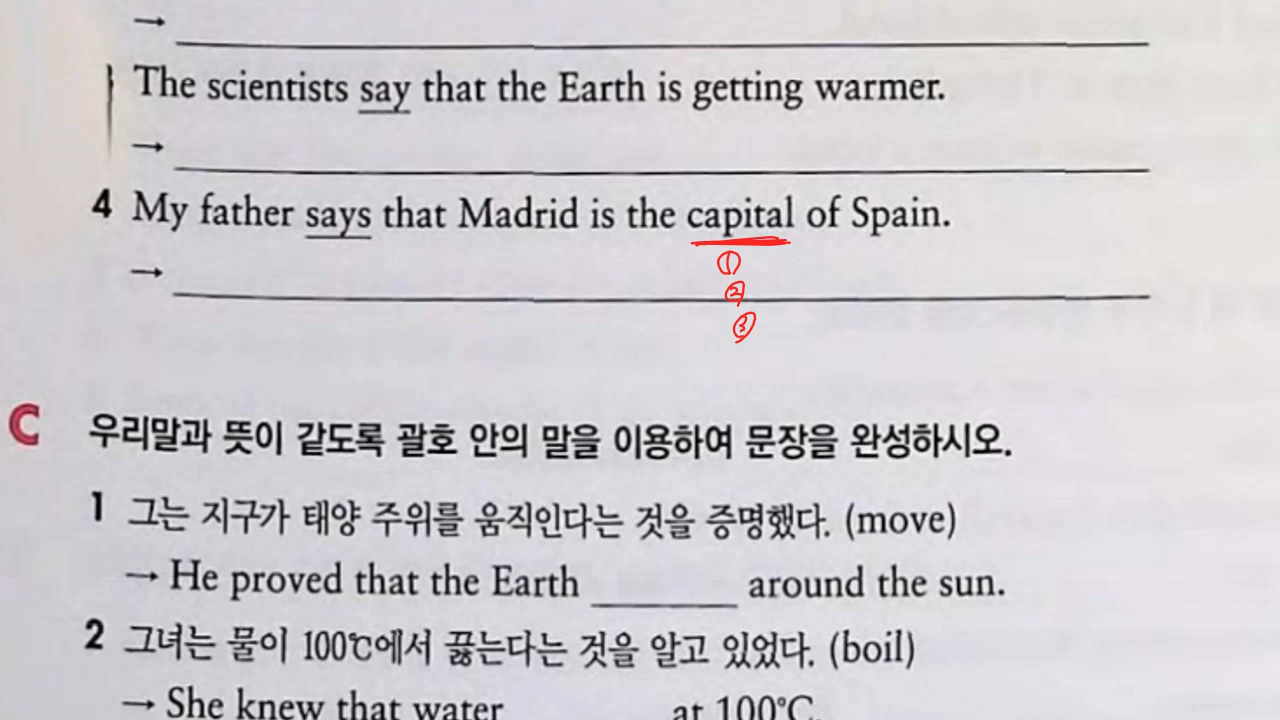 →
The scientists say that the Earth is getting warmer.
→
4 My father says that Madrid is the capital of Spain.
①
→
②
③
C 우리말과 뜻이 같도록 괄호 안의 말을 이용하여 문장을 완성하시오.
1 그는 지구가 태양 주위를 움직인다는 것을 증명했다. (move)
→ He proved that the Earth ________ around the sun.
2 그녀는 물이 100℃에서 끓는다는 것을 알고 있었다. (boil)
→ She knew that water ________ at 100℃.